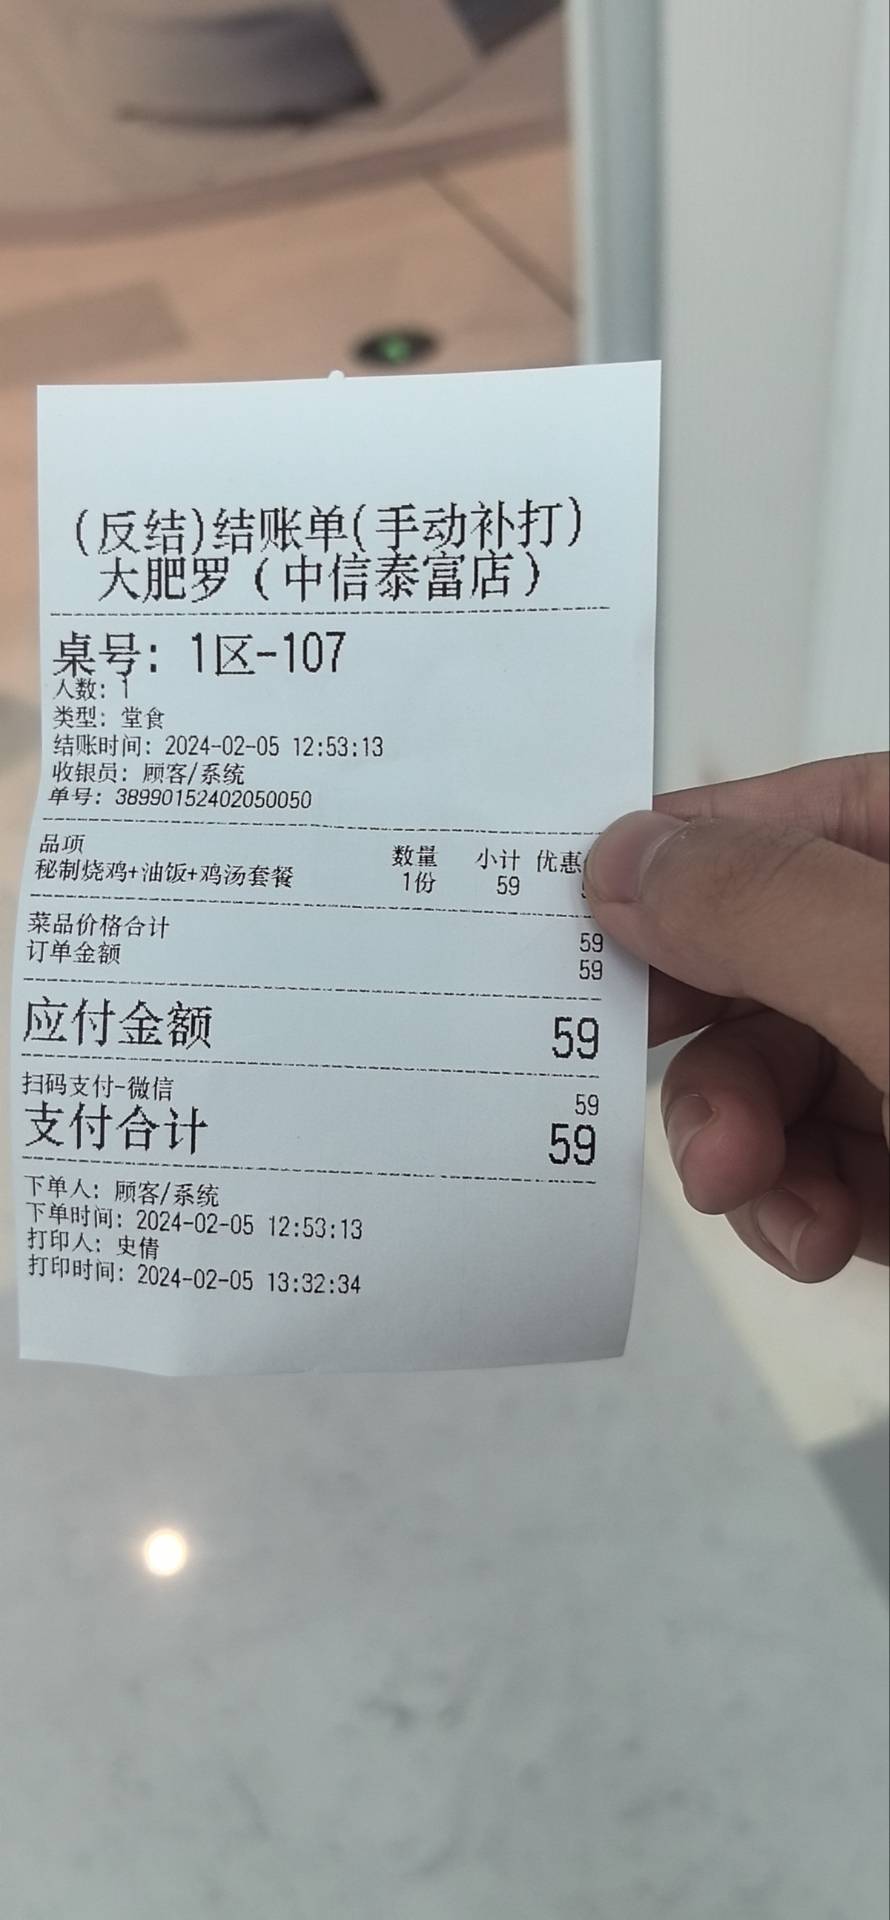 (反结)结账单(手动补打)
大肥罗(中信泰富店)
桌号: 1区-107
人数: 1
类型: 堂食
结账时间: 2024-02-05 12:53:13
收银员: 顾客/系统
单号: 38990152402050050
品项 数量 小计 优惠
秘制烧鸡+油饭+鸡汤套餐 1份 59
菜品价格合计 59
订单金额 59
应付金额 59
扫码支付-微信 59
支付合计 59
下单人: 顾客/系统
下单时间: 2024-02-05 12:53:13
打印人: 史倩
打印时间: 2024-02-05 13:32:34